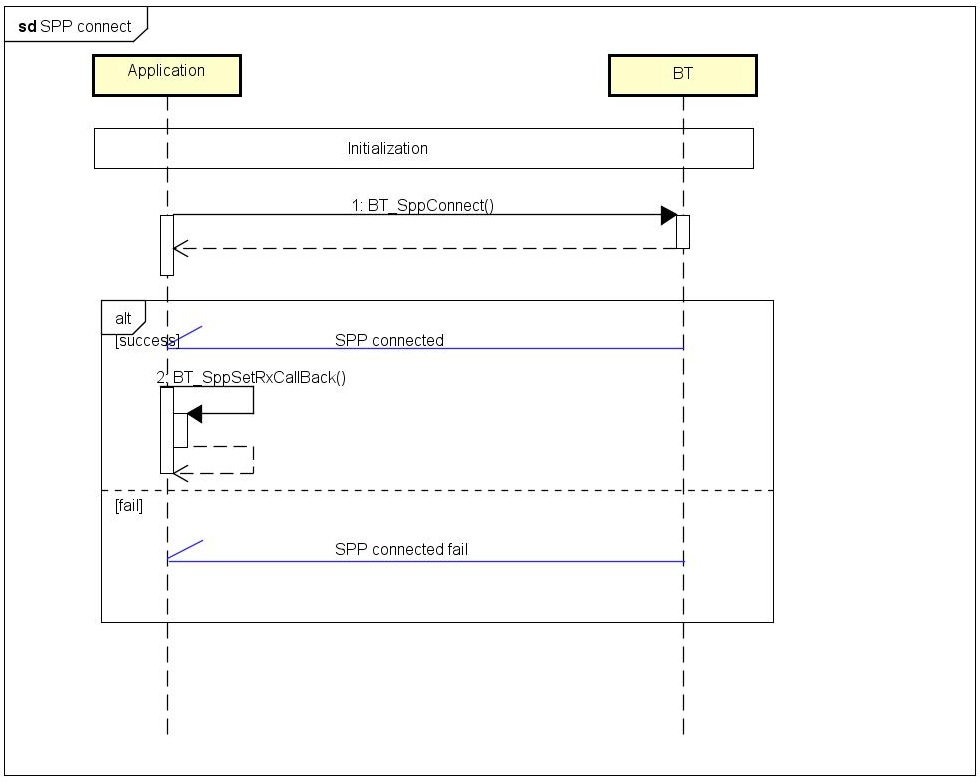 sd SPP connect
Application
BT
Initialization
1: BT_SppConnect()
alt
[success]
SPP connected
2: BT_SppSetRxCallBack()
[fail]
SPP connected fail